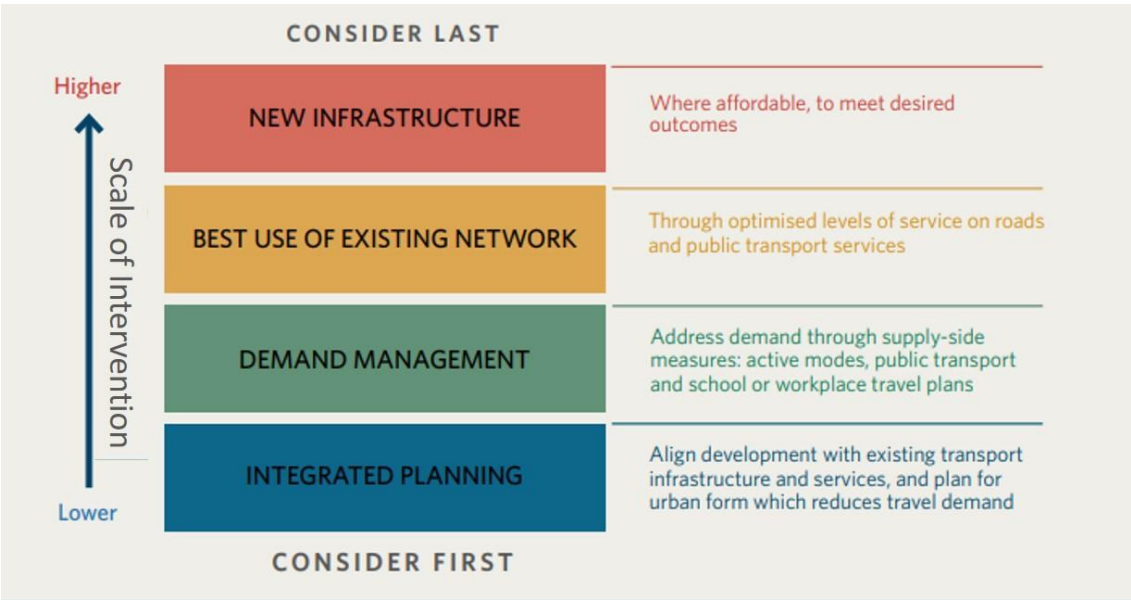 CONSIDER LAST
Higher
NEW INFRASTRUCTURE
Where affordable, to meet desired
outcomes
Scale of Intervention
BEST USE OF EXISTING NETWORK
Through optimised levels of service on roads
and public transport services
DEMAND MANAGEMENT
Address demand through supply-side
measures: active modes, public transport
and school or workplace travel plans
INTEGRATED PLANNING
Align development with existing transport
infrastructure and services, and plan for
urban form which reduces travel demand
Lower
CONSIDER FIRST